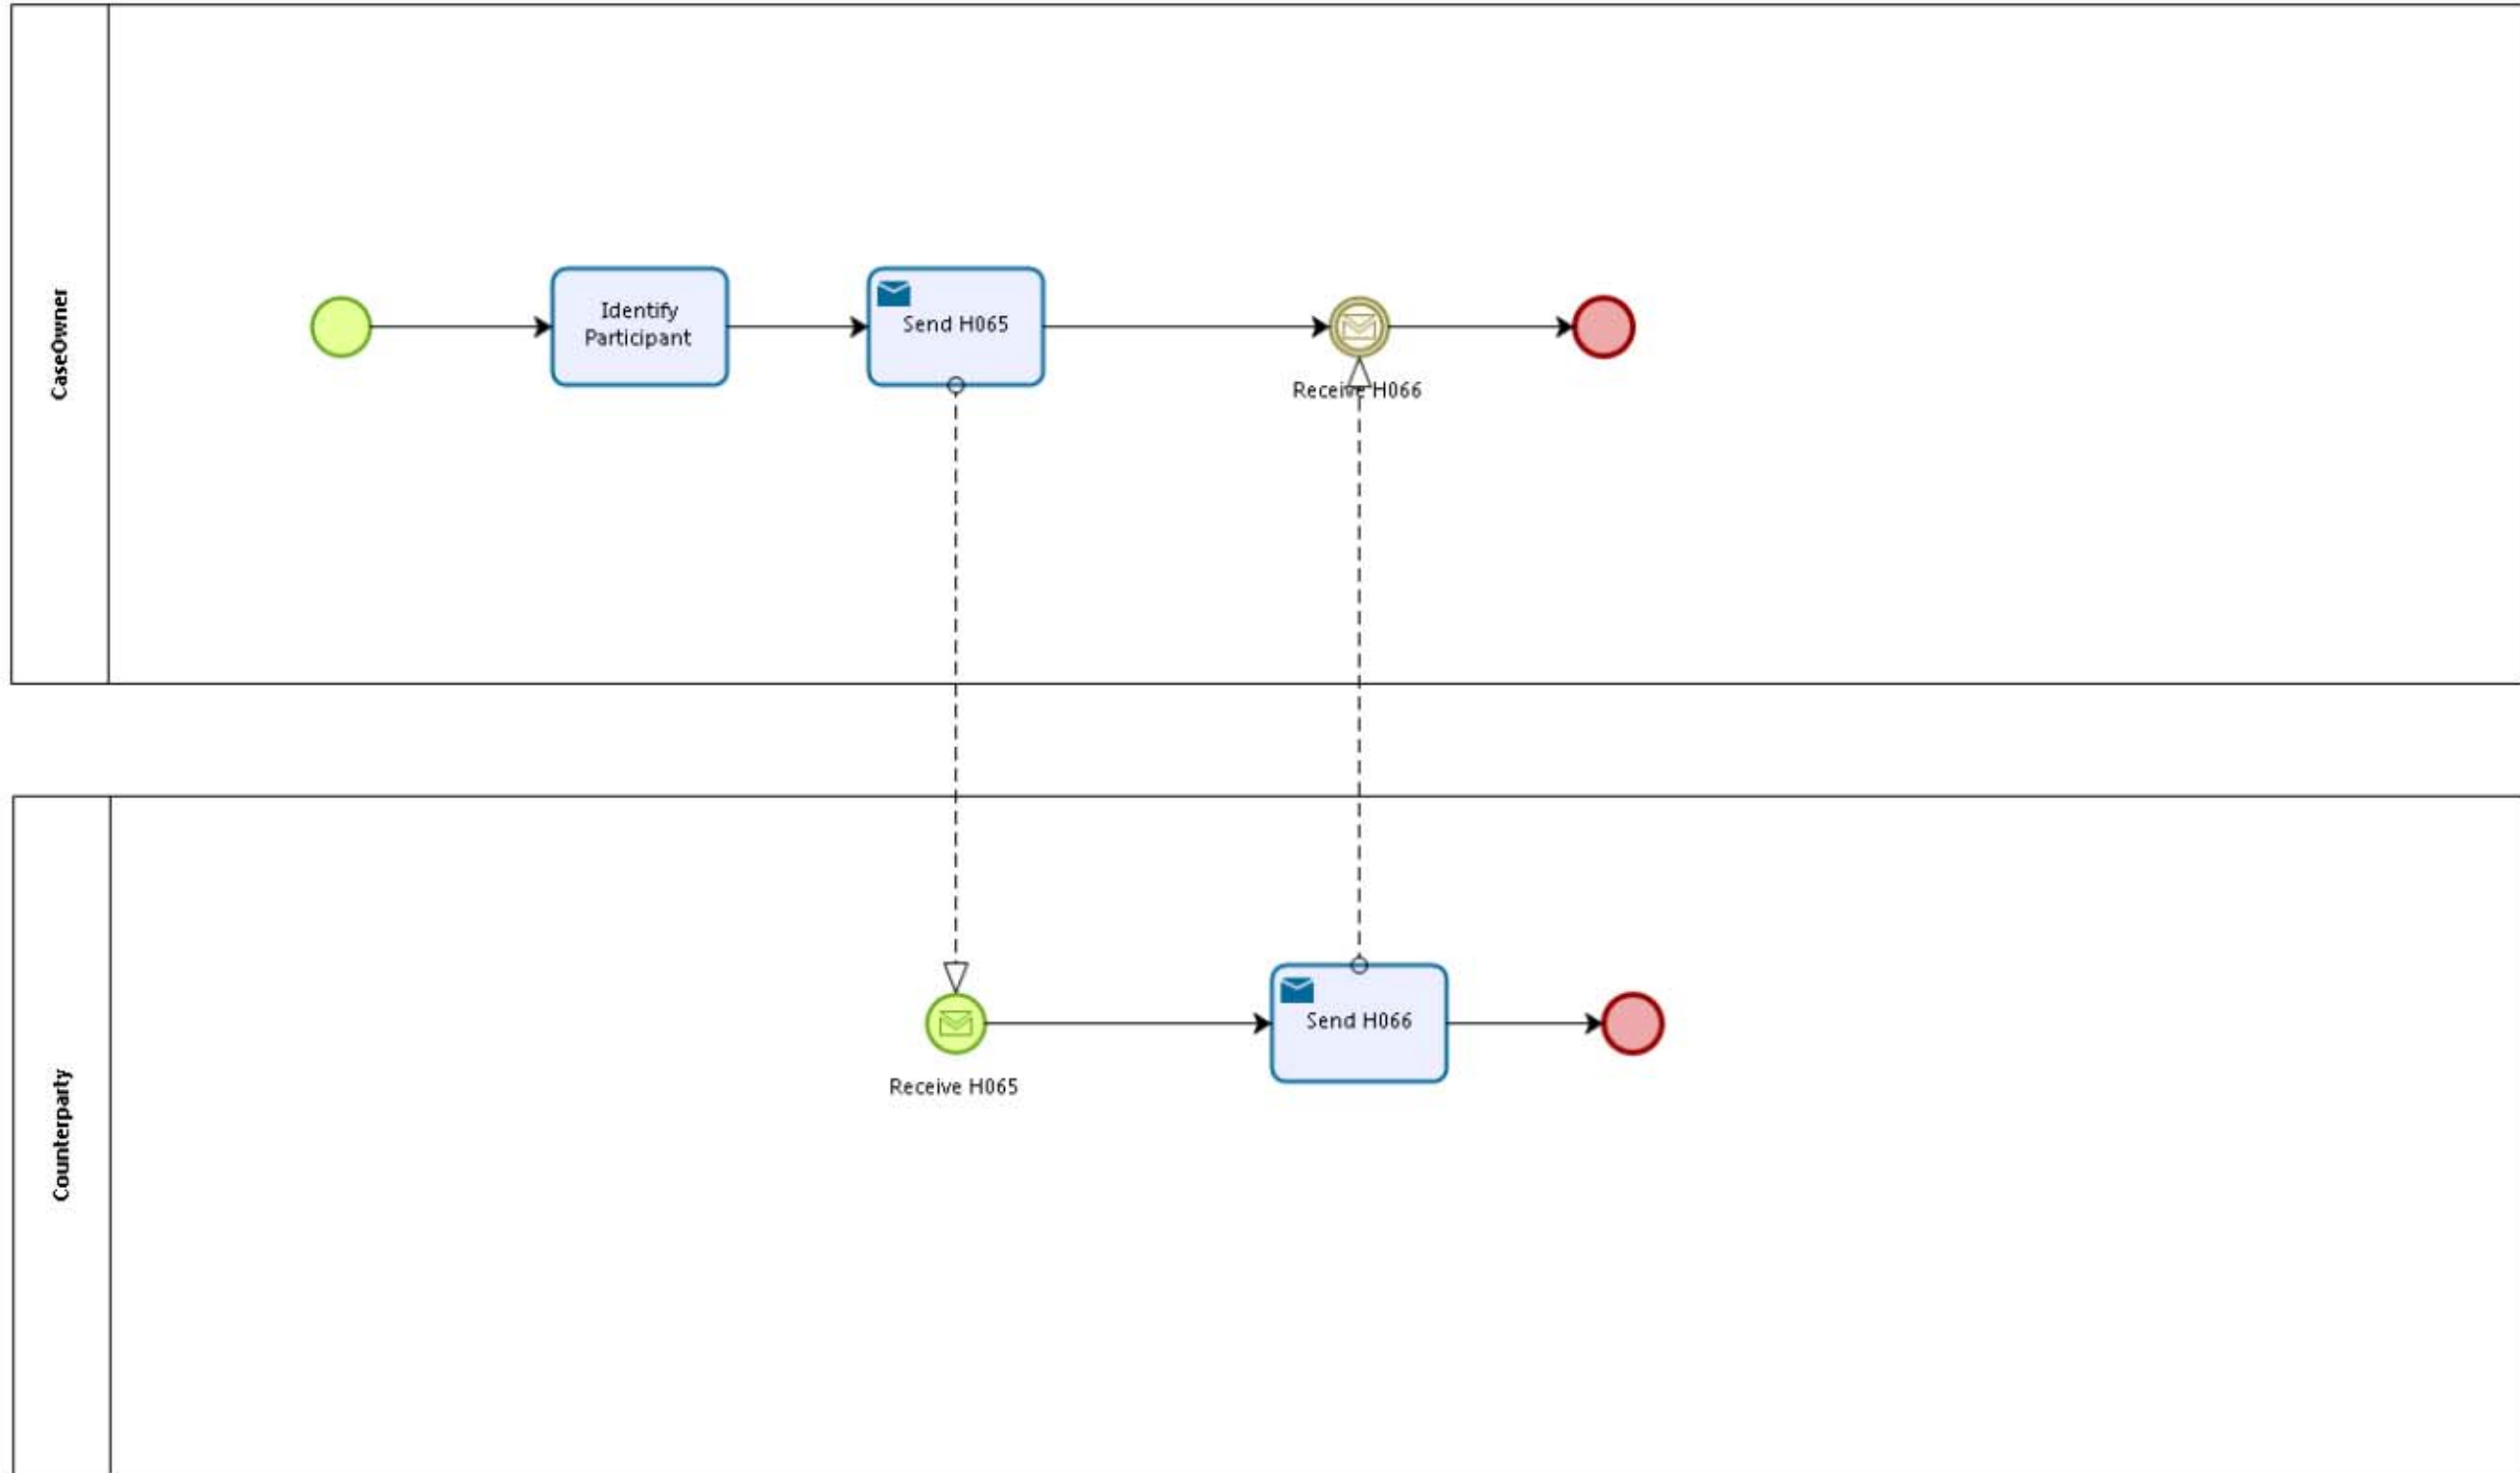 CaseOwner
Identify
Participant
Send H065
Receive H066
Counterparty
Receive H065
Send H066